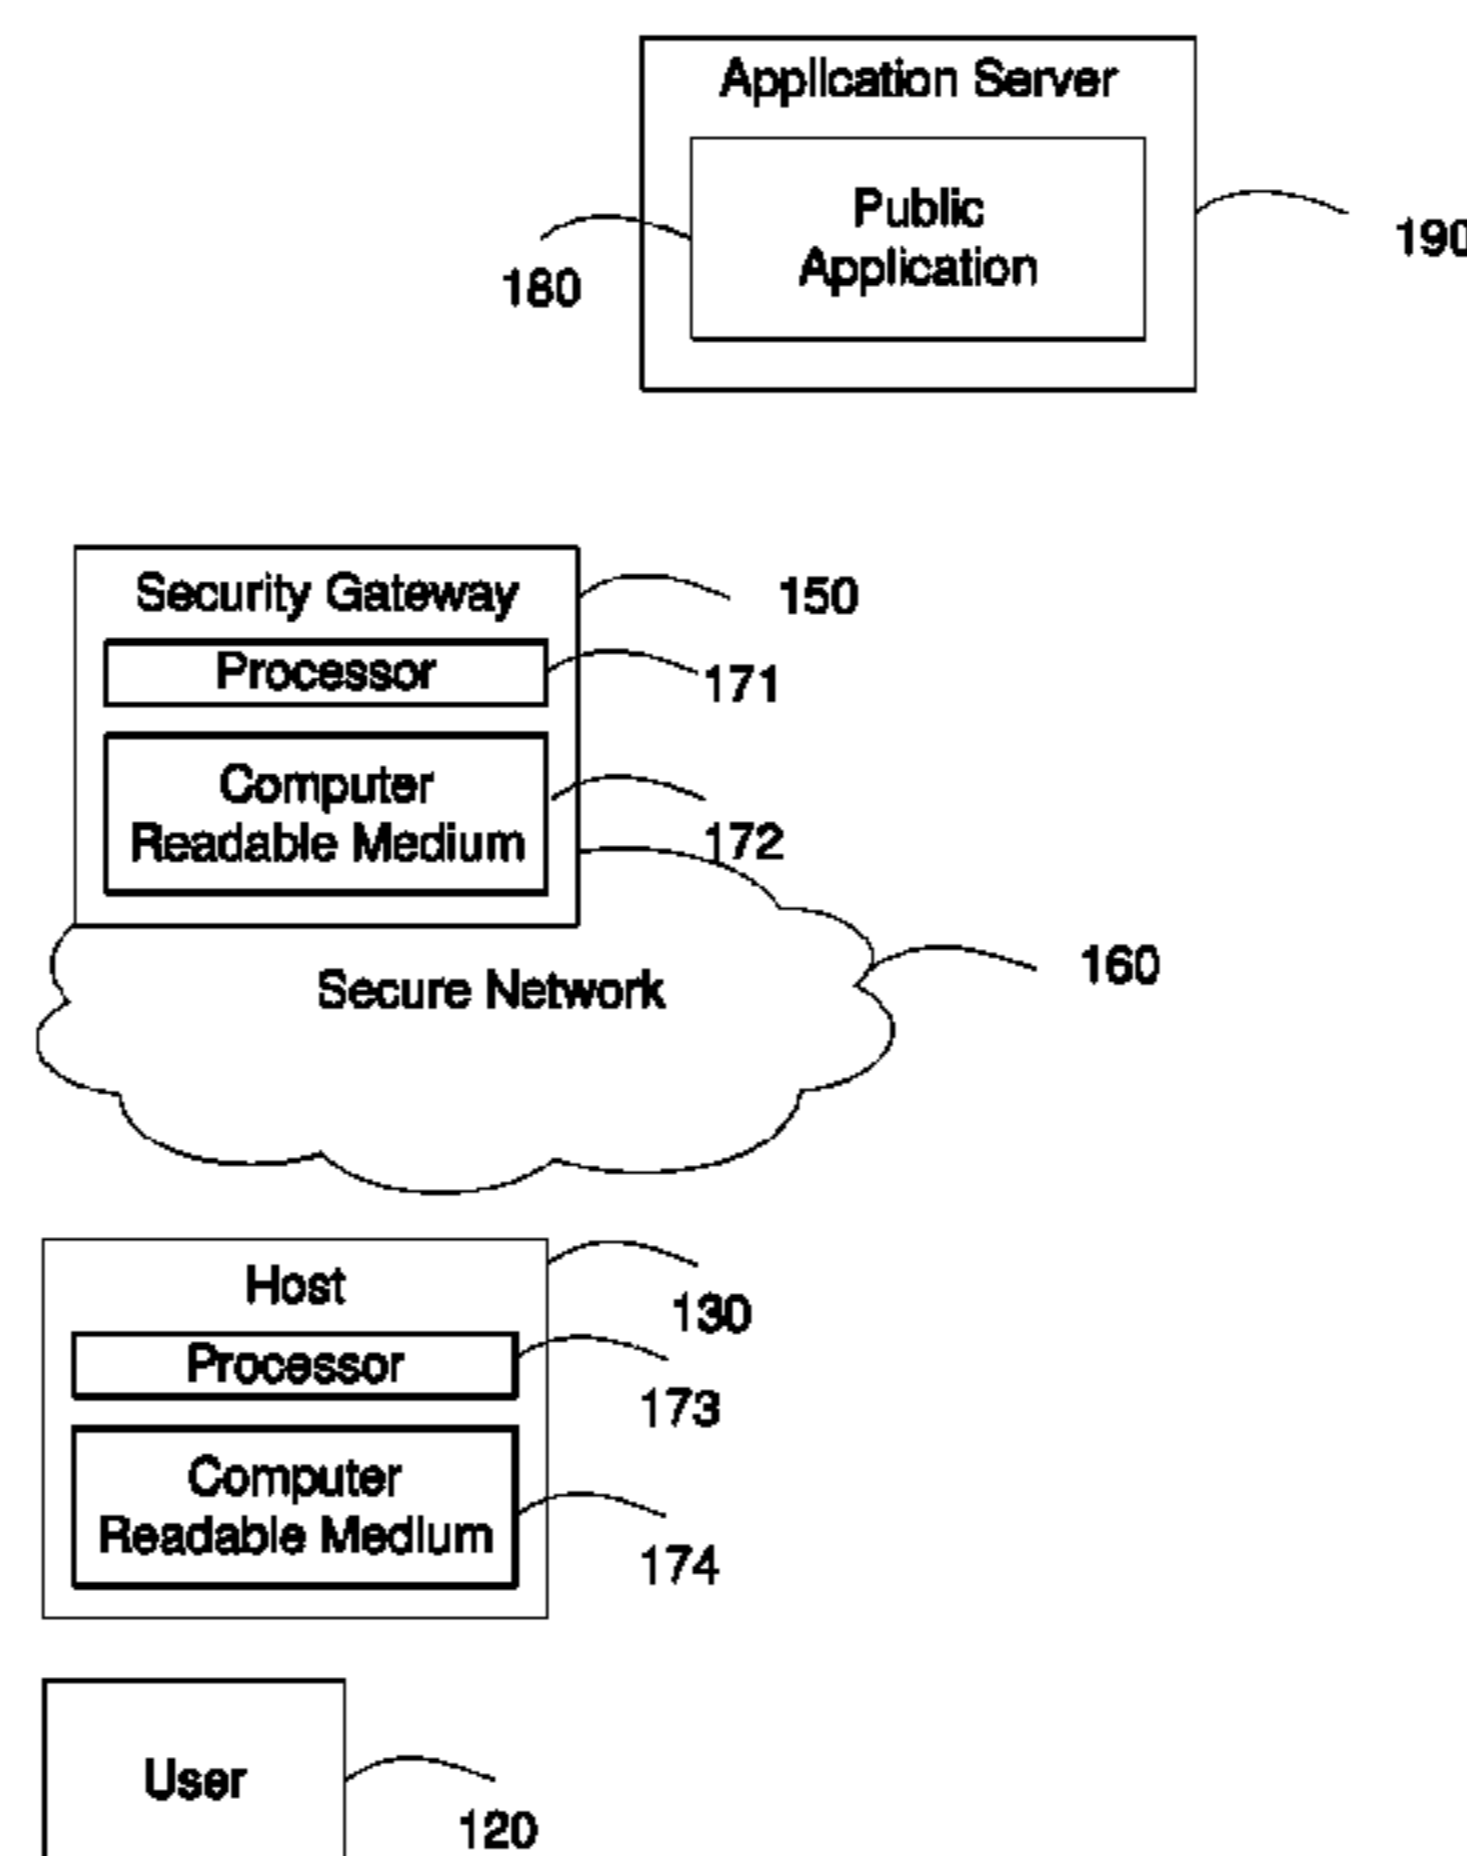 Application Server
Public
Application
180
190
Security Gateway
150
Processor
171
Computer
Readable Medium
172
Secure Network
160
Host
130
Processor
173
Computer
Readable Medium
174
User
120